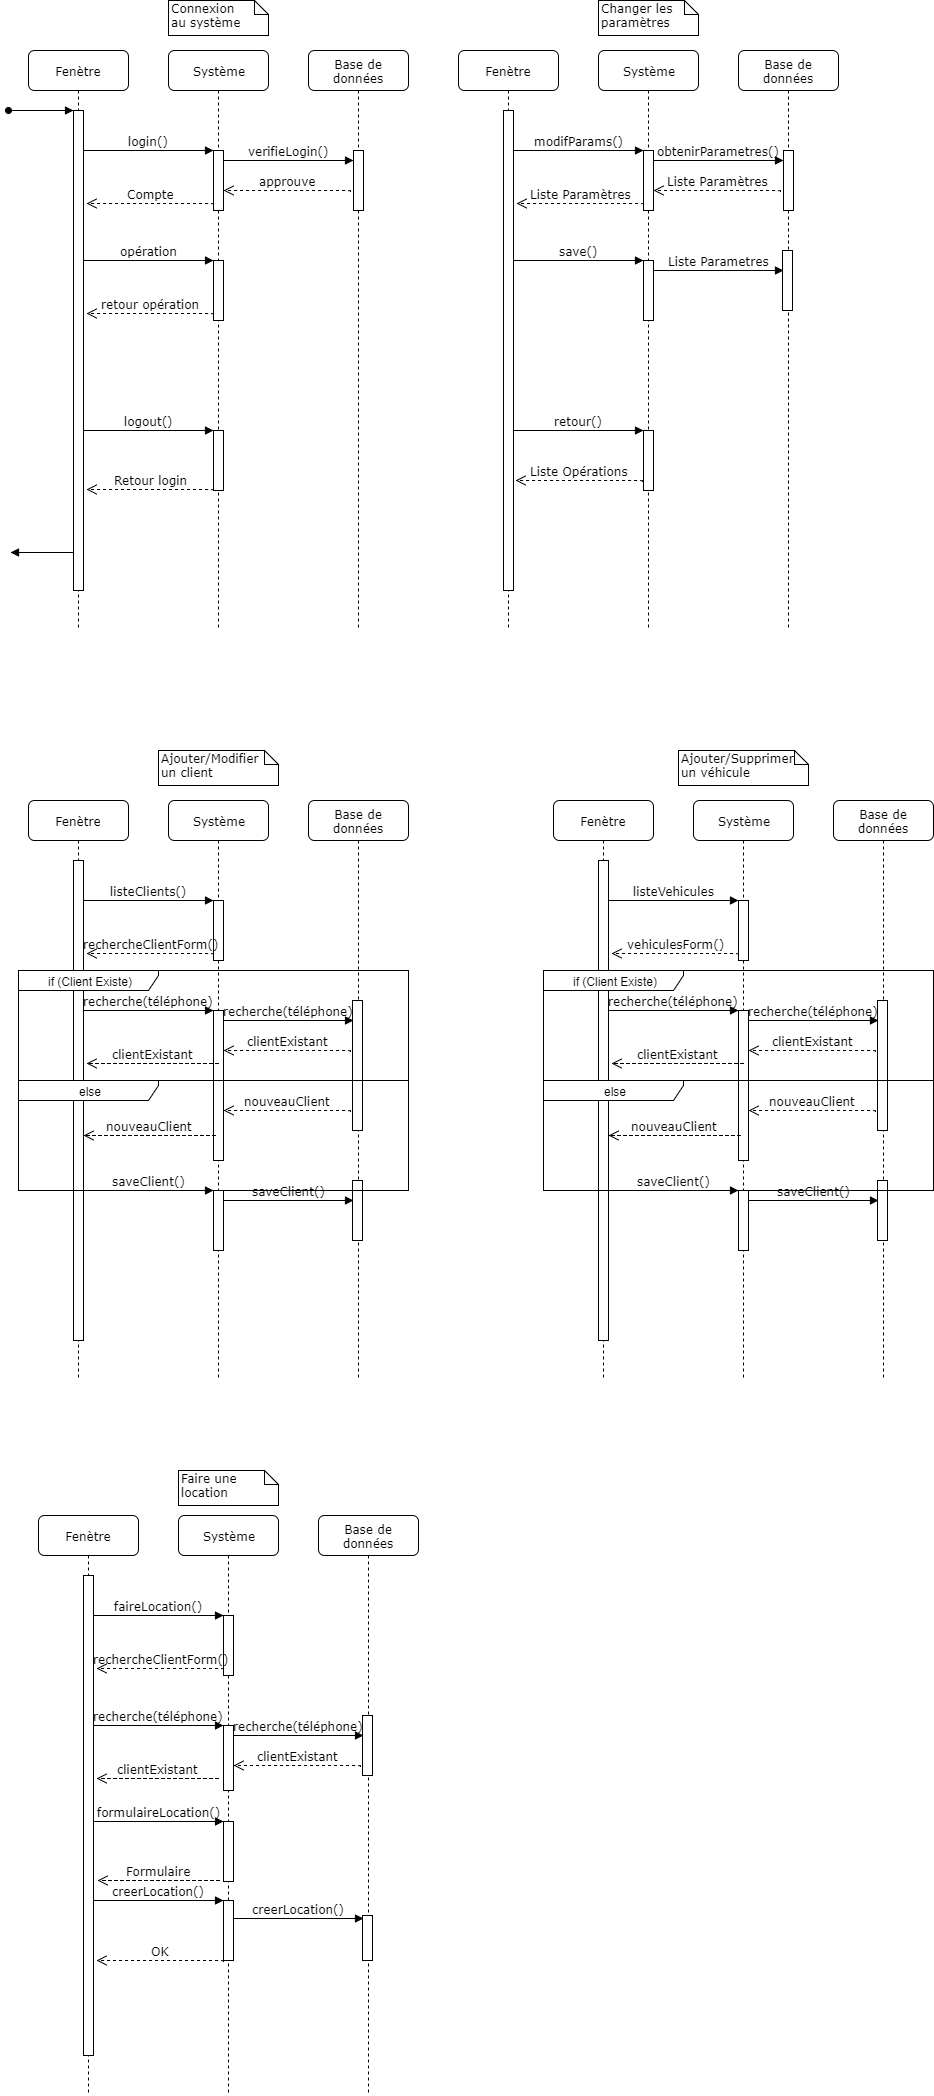 Connexion
au système
Fenètre
Système
Base de
données
login()
verifieLogin()
approuve
Compte
opération
retour opération
logout()
Retour login
Changer les
paramètres
Fenètre
Système
Base de
données
modifParams()
obtenirParametres()
Liste Paramètres
Liste Paramètres
save()
Liste Parametres
retour()
Liste Opérations
Ajouter/Modifier
un client
Fenètre
Système
Base de
données
listeClients()
rechercheClientForm()
if (Client Existe)
recherche(téléphone)
recherche(téléphone)
clientExistant
clientExistant
else
nouveauClient
nouveauClient
saveClient()
saveClient()
Ajouter/Supprimer
un véhicule
Fenètre
Système
Base de
données
listeVehicules
vehiculesForm()
if (Client Existe)
recherche(téléphone)
recherche(téléphone)
clientExistant
clientExistant
else
nouveauClient
nouveauClient
saveClient()
saveClient()
Faire une
location
Fenètre
Système
Base de
données
faireLocation()
rechercheClientForm()
recherche(téléphone)
recherche(téléphone)
clientExistant
clientExistant
formulaireLocation()
Formulaire
creerLocation()
creerLocation()
OK